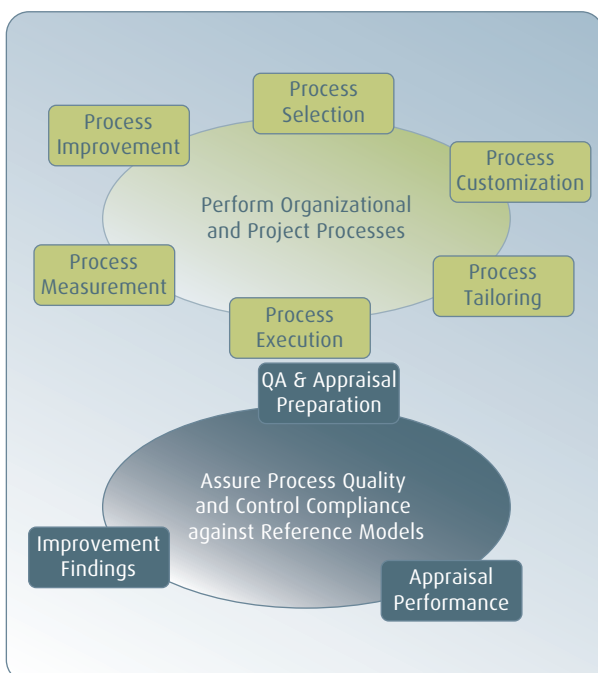 Process
Selection
Process
Improvement
Process
Customization
Perform Organizational
and Project Processes
Process
Measurement
Process
Tailoring
Process
Execution
QA & Appraisal
Preparation
Assure Process Quality
and Control Compliance
against Reference Models
Improvement
Findings
Appraisal
Performance